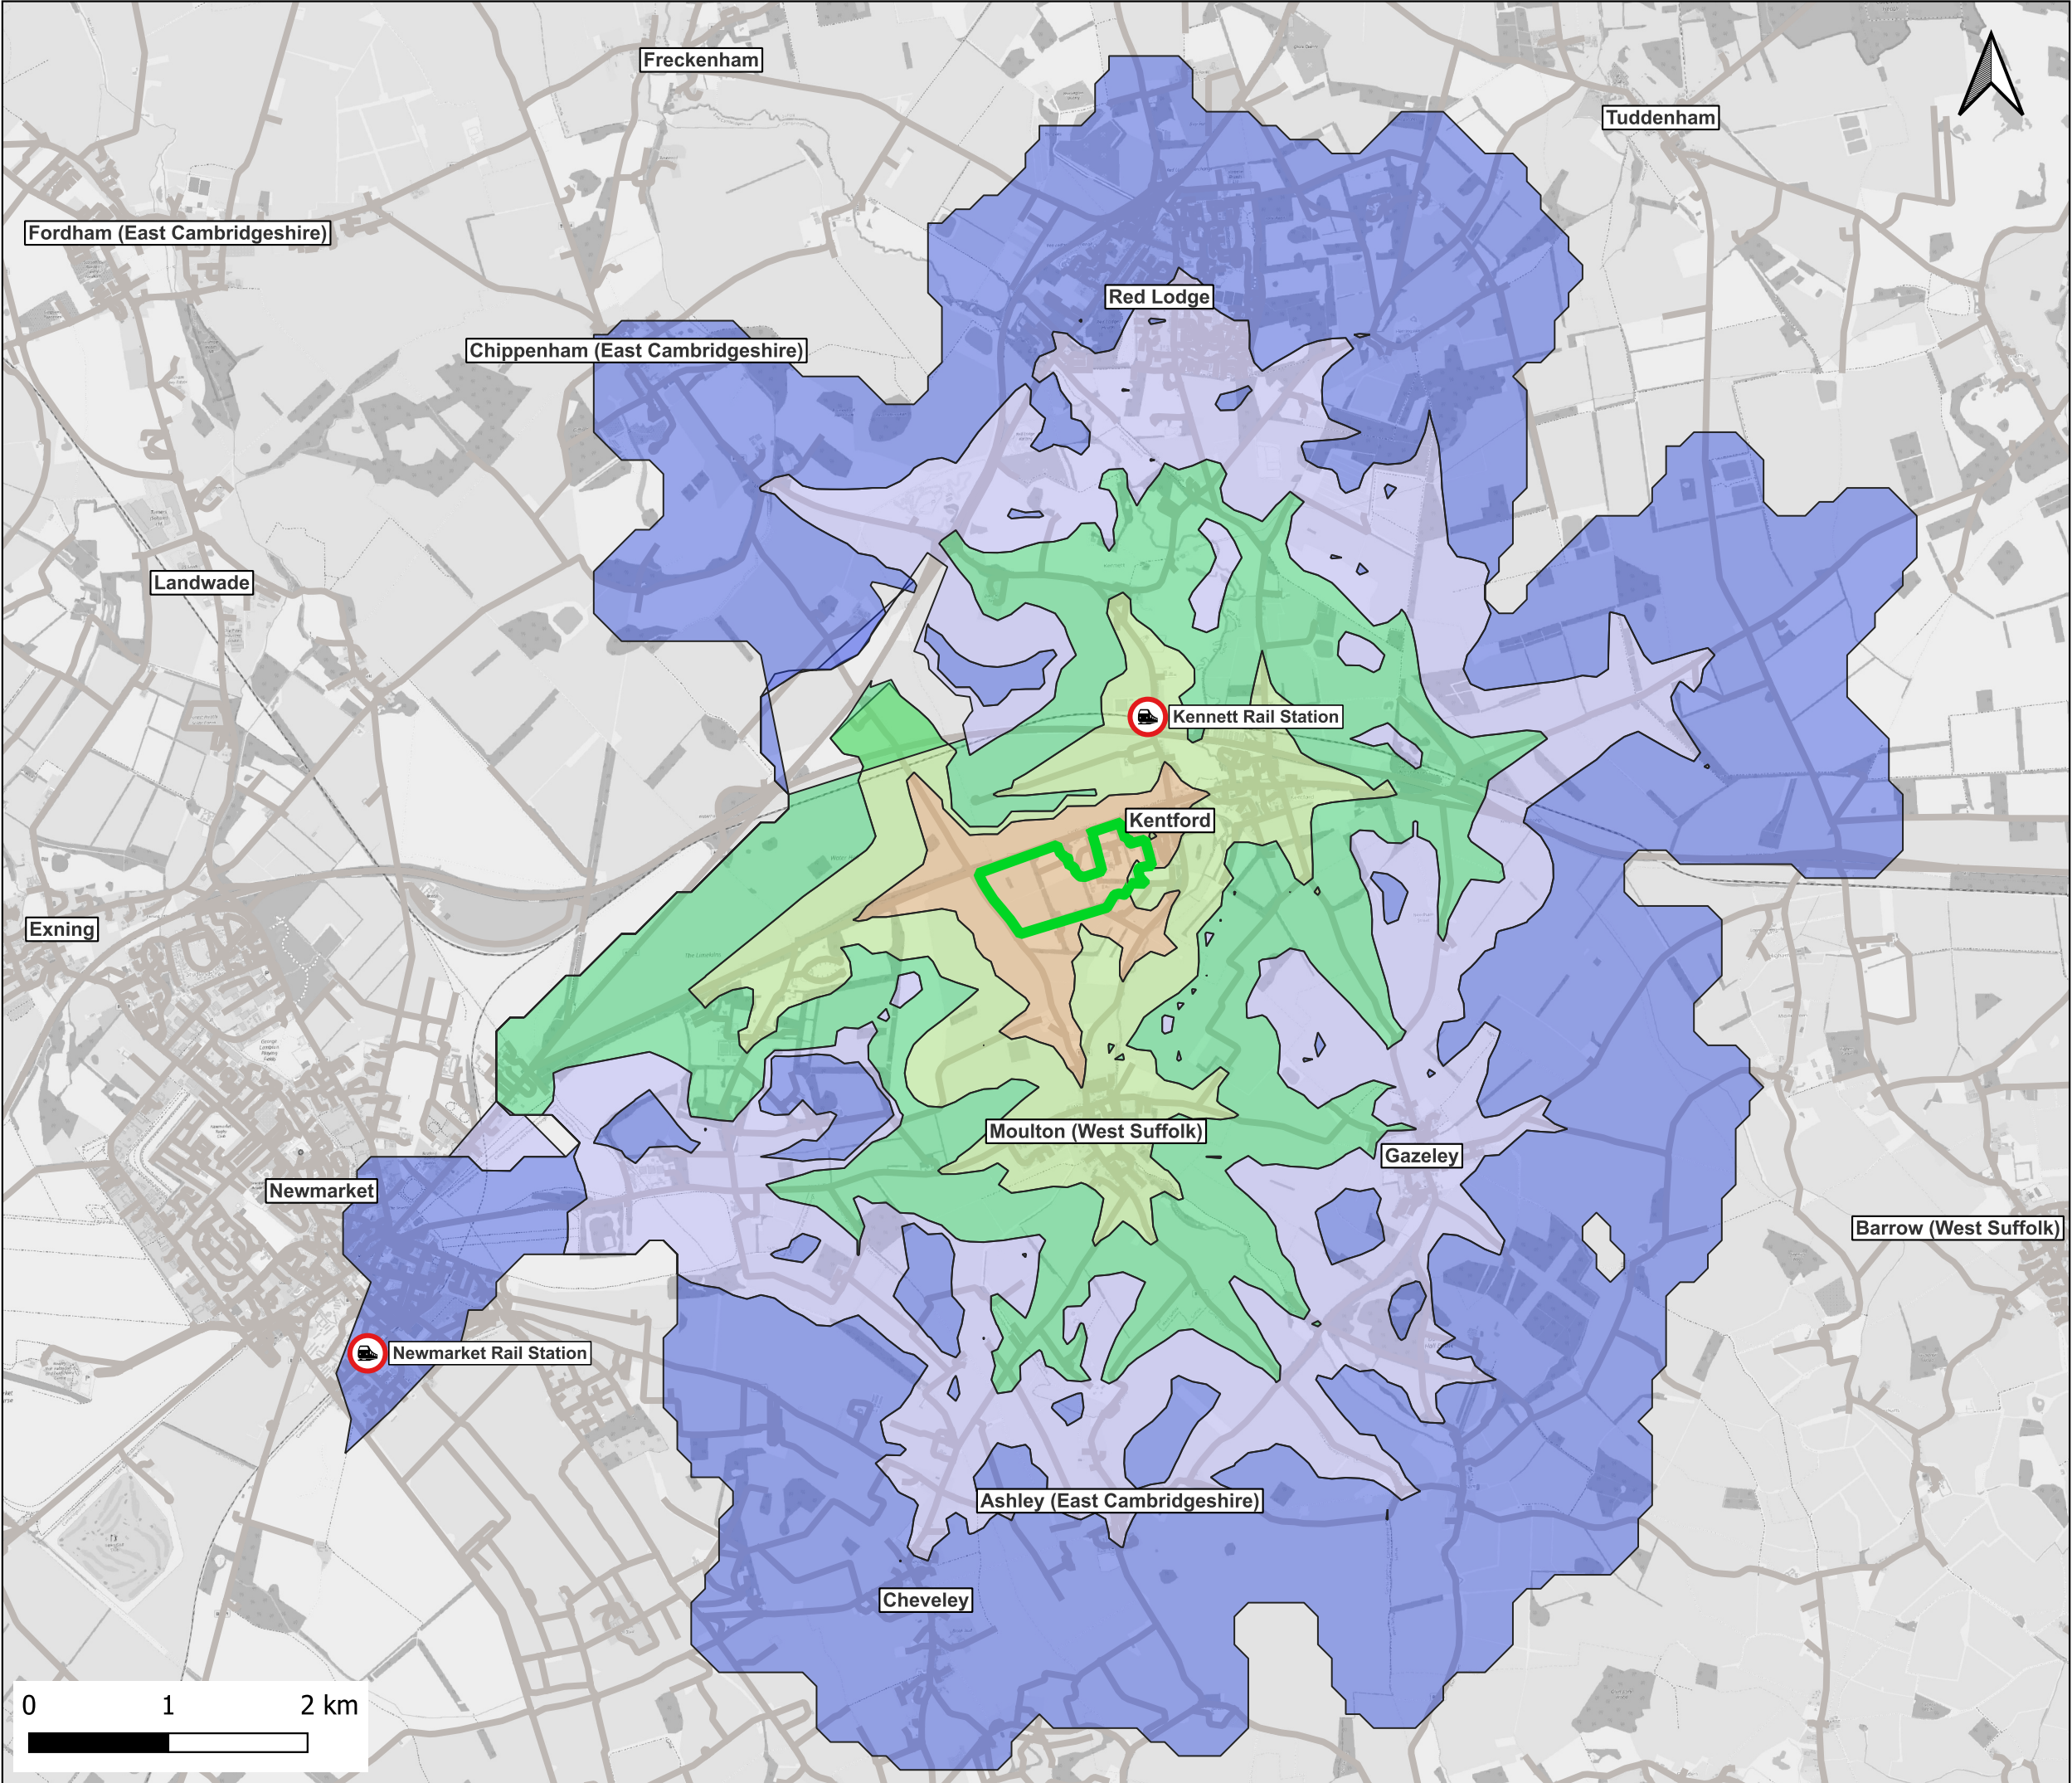 Freckenham
Tuddenham
Fordham (East Cambridgeshire)
Red Lodge
Chippenham (East Cambridgeshire)
Landwade
Kennett Rail Station
Kentford
Exning
Moulton (West Suffolk)
Gazeley
Newmarket
Barrow (West Suffolk)
Newmarket Rail Station
Ashley (East Cambridgeshire)
Cheveley
0 1 2 km